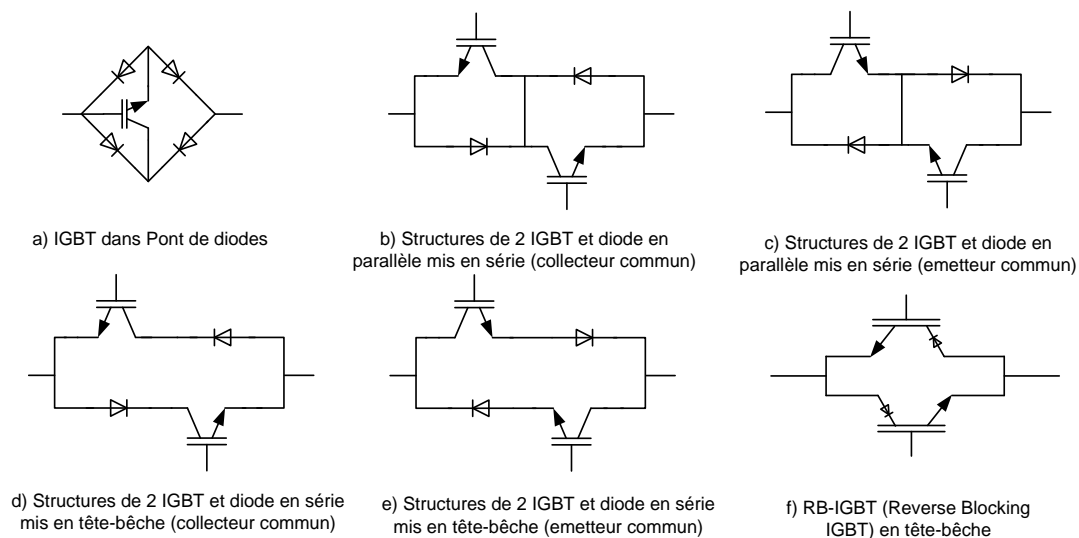 a) IGBT dans Pont de diodes
b) Structures de 2 IGBT et diode en
parallèle mis en série (collecteur commun)
c) Structures de 2 IGBT et diode en
parallèle mis en série (emetteur commun)
d) Structures de 2 IGBT et diode en série
mis en tête-bêche (collecteur commun)
e) Structures de 2 IGBT et diode en série
mis en tête-bêche (emetteur commun)
f) RB-IGBT (Reverse Blocking
IGBT) en tête-bêche